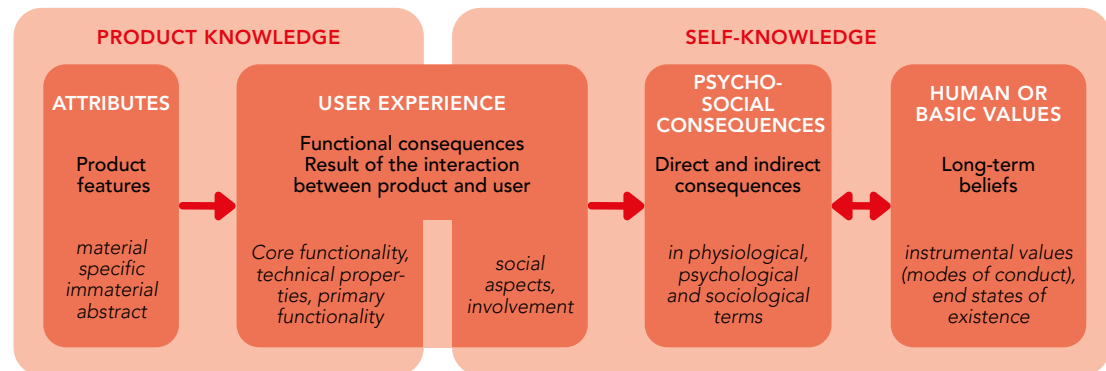 PRODUCT KNOWLEDGE
SELF-KNOWLEDGE
ATTRIBUTES
Product
features
material
specific
immaterial
abstract
USER EXPERIENCE
Functional consequences
Result of the interaction
between product and user
Core functionality,
technical proper-
ties, primary
functionality
social
aspects,
involvement
PSYCHO-
SOCIAL
CONSEQUENCES
Direct and indirect
consequences
in physiological,
psychological
and sociological
terms
HUMAN OR
BASIC VALUES
Long-term
beliefs
instrumental values
(modes of conduct),
end states of
existence